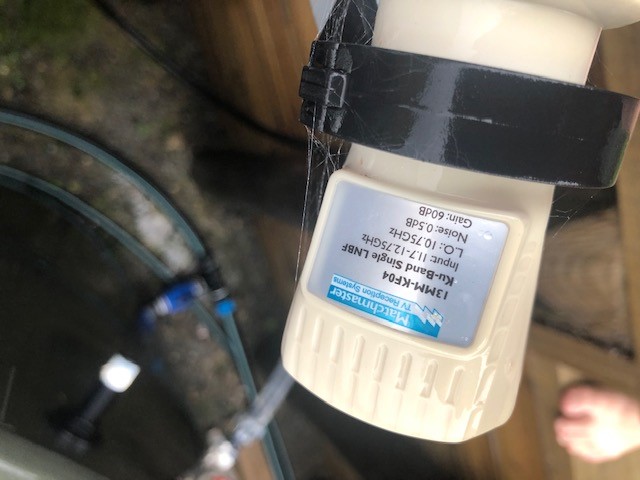 Matchmaster
TV Reception Systems
13MM-KF04
Ku-Band Single LNBF
Input: 11.7-12.75GHz
L.O: 10.75GHz
Noise: 0.5dB
Gain: 60dB